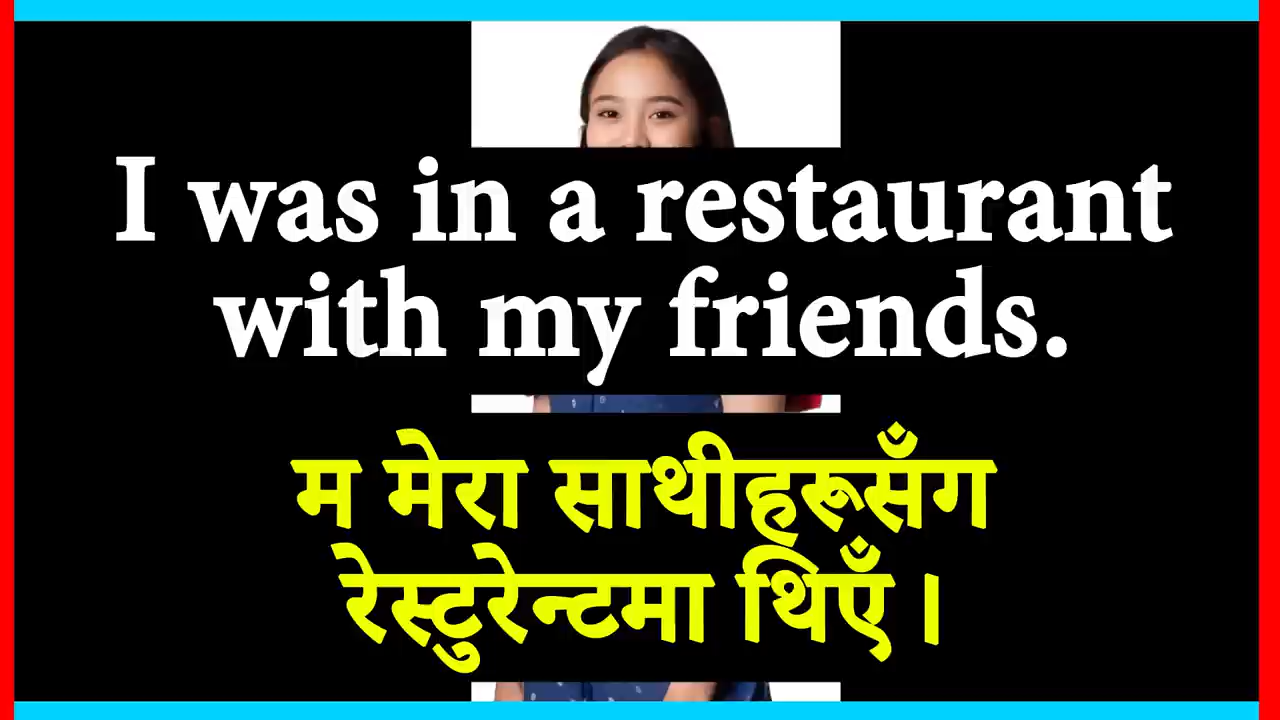 I was in a restaurant
with my friends.
म मेरा साथीहरूसँग
रेस्टुरेन्टमा थिएँ ।